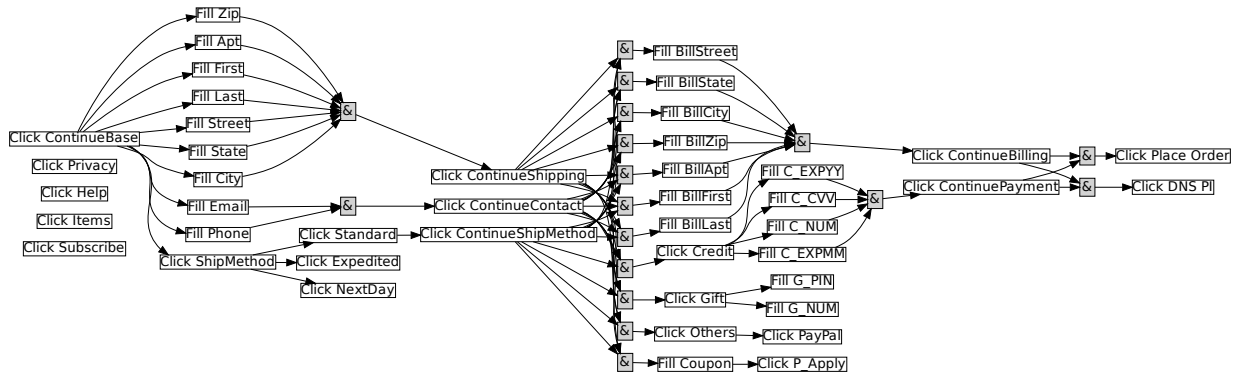 Click ContinueBase
Click Privacy
Click Help
Click Items
Click Subscribe
Fill Zip
Fill Apt
Fill First
Fill Last
Fill Street
Fill State
Fill City
Fill Email
Fill Phone
Click ShipMethod
&
&
Click Standard
Click Expedited
Click NextDay
Click ContinueShipping
Click ContinueContact
Click ContinueShipMethod
&
&
&
&
&
&
&
&
&
&
&
Fill BillStreet
Fill BillState
Fill BillCity
Fill BillZip
Fill BillApt
Fill BillFirst
Fill BillLast
Click Credit
Click Gift
Click Others
Fill Coupon
&
Fill C_EXPYY
Fill C_CVV
Fill C_NUM
Fill C_EXPMM
Fill G_PIN
Fill G_NUM
Click PayPal
Click P_Apply
&
Click ContinueBilling
Click ContinuePayment
&
&
Click Place Order
Click DNS PI